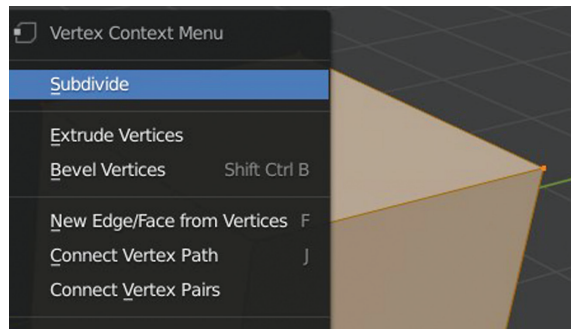 Vertex Context Menu
Subdivide
Extrude Vertices
Bevel Vertices Shift Ctrl B
New Edge/Face from Vertices F
Connect Vertex Path J
Connect Vertex Pairs